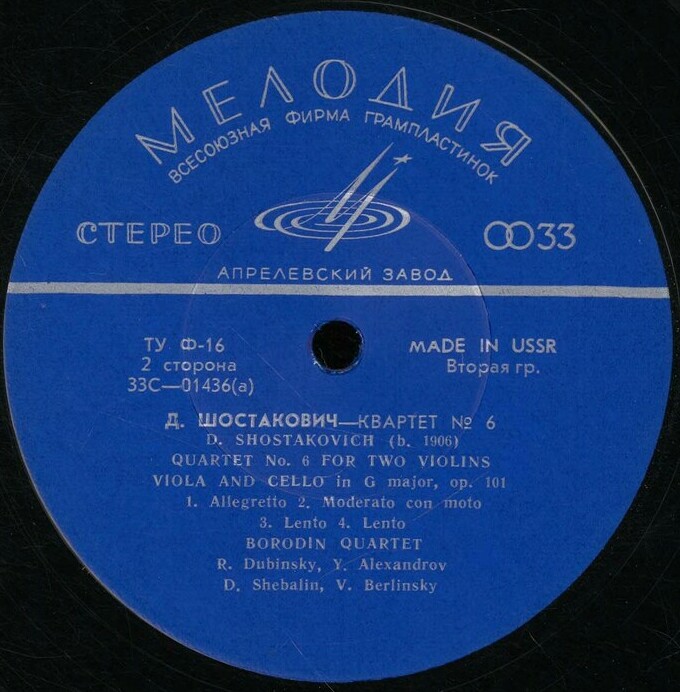 МЕЛОДИЯ
ВСЕСОЮЗНАЯ ФИРМА ГРАМПЛАСТИНОК
СТЕРЕО
33
АПРЕЛЕВСКИЙ ЗАВОД
ТУ Ф-16
MADE IN USSR
2 сторона
Вторая гр.
33С—01436(а)
Д. ШОСТАКОВИЧ—КВАРТЕТ № 6
D. SHOSTAKOVICH (b. 1906)
QUARTET No. 6 FOR TWO VIOLINS
VIOLA AND CELLO in G major, op. 101
1. Allegretto 2. Moderato con moto
3. Lento 4. Lento
BORODIN QUARTET
R. Dubinsky, Y. Alexandrov
D. Shebalin, V. Berlinsky